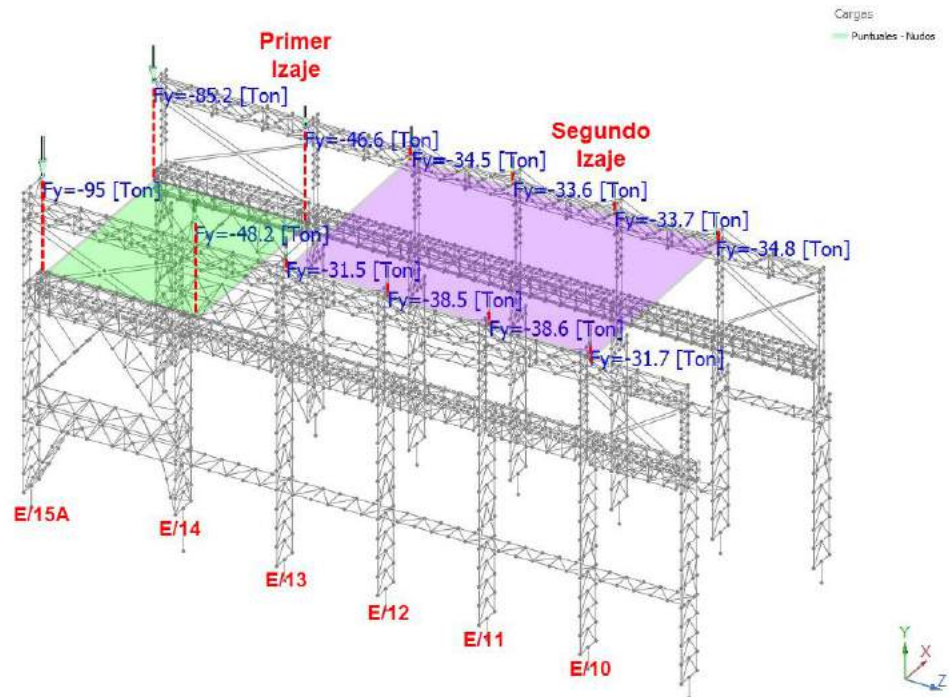 Cargas
Puntuales - Nudos
Primer
Izaje
Fy=-85.2 [Ton]
Fy=-46.6 [Ton]
Segundo
Izaje
Fy=-34.5 [Ton]
Fy=-33.6 [Ton]
Fy=-95 [Ton]
Fy=-33.7 [Ton]
Fy=-48.2 [Ton]
Fy=-34.8 [Ton]
Fy=-31.5 [Ton]
Fy=-38.5 [Ton]
Fy=-38.6 [Ton]
Fy=-31.7 [Ton]
E/15A
E/14
E/13
E/12
E/11
E/10
Y
X
Z